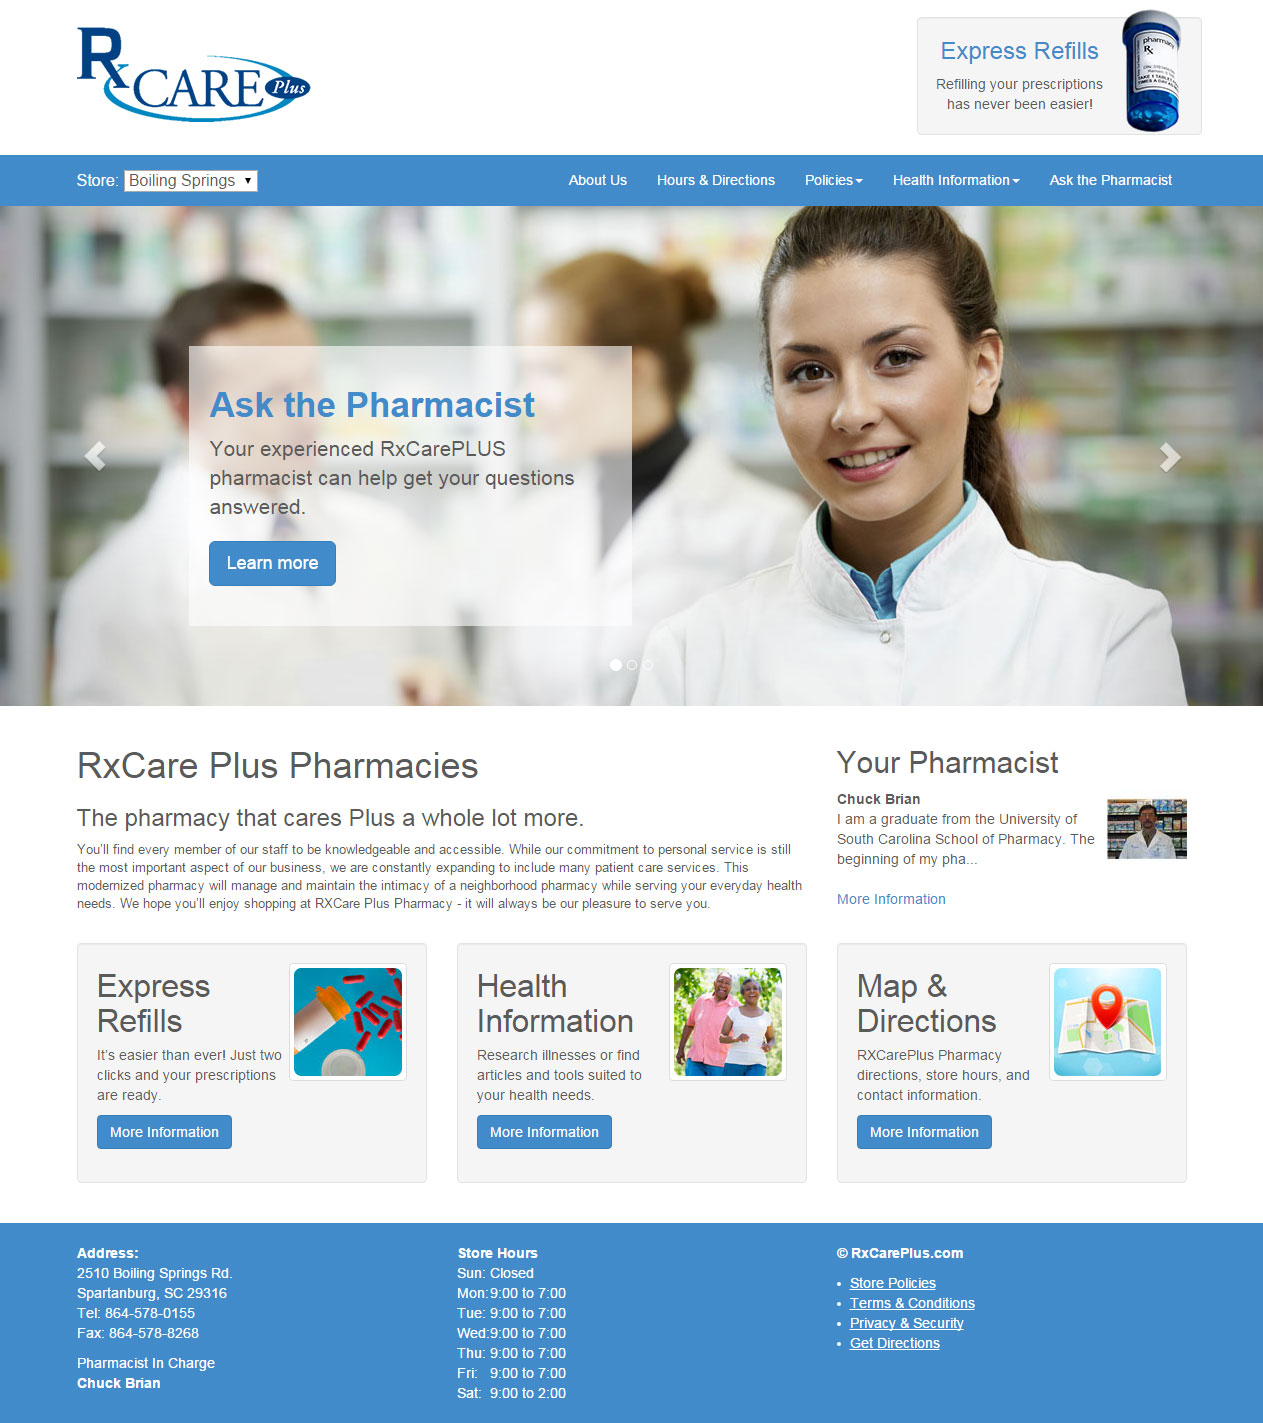 Rx CARE Plus
Express Refills
Refilling your prescriptions
has never been easier!
pharmacy
Rx
TAKE 1 TABLET
TIMES A DAY
Store: Boiling Springs
About Us
Hours & Directions
Policies
Health Information
Ask the Pharmacist
Ask the Pharmacist
Your experienced RxCarePLUS
pharmacist can help get your questions
answered.
Learn more
RxCare Plus Pharmacies
The pharmacy that cares Plus a whole lot more.
You'll find every member of our staff to be knowledgeable and accessible. While our commitment to personal service is still
the most important aspect of our business, we are constantly expanding to include many patient care services. This
modernized pharmacy will manage and maintain the intimacy of a neighborhood pharmacy while serving your everyday health
needs. We hope you'll enjoy shopping at RXCare Plus Pharmacy - it will always be our pleasure to serve you.
Your Pharmacist
Chuck Brian
I am a graduate from the University of
South Carolina School of Pharmacy. The
beginning of my pha...
More Information
Express
Refills
It's easier than ever! Just two
clicks and your prescriptions
are ready.
More Information
Health
Information
Research illnesses or find
articles and tools suited to
your health needs.
More Information
Map &
Directions
RXCarePlus Pharmacy
directions, store hours, and
contact information.
More Information
Address:
2510 Boiling Springs Rd.
Spartanburg, SC 29316
Tel: 864-578-0155
Fax: 864-578-8268
Pharmacist In Charge
Chuck Brian
Store Hours
Sun: Closed
Mon: 9:00 to 7:00
Tue: 9:00 to 7:00
Wed: 9:00 to 7:00
Thu: 9:00 to 7:00
Fri: 9:00 to 7:00
Sat: 9:00 to 2:00
© RxCarePlus.com
• Store Policies
• Terms & Conditions
• Privacy & Security
• Get Directions